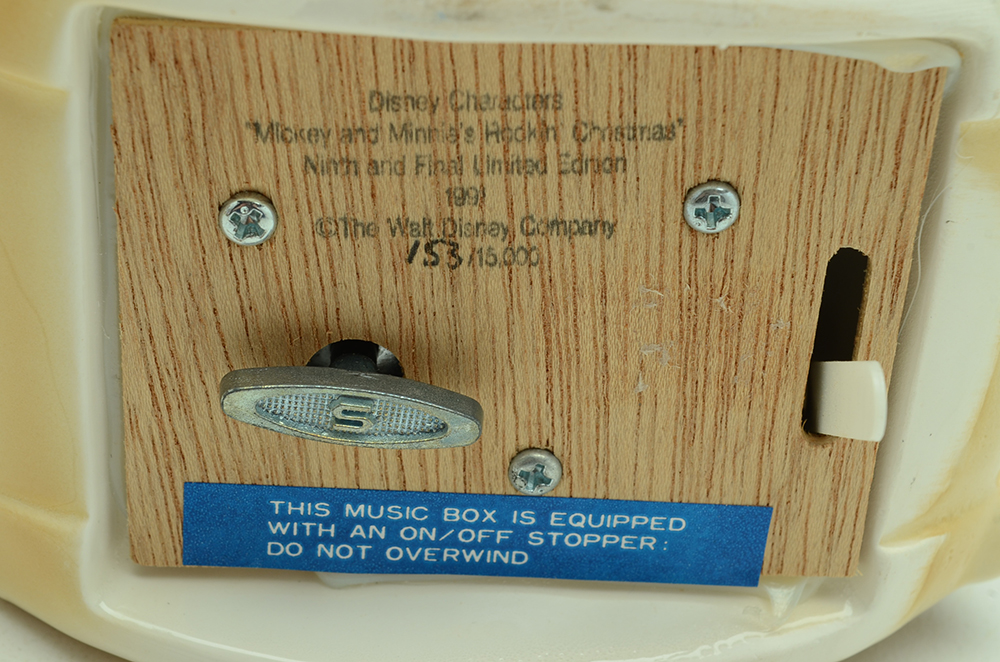 Disney Characters
"Mickey and Minnie's Rockin' Christmas"
Ninth and Final Limited Edition
1991
©The Walt Disney Company
153/15,000
S
THIS MUSIC BOX IS EQUIPPED
WITH AN ON/OFF STOPPER:
DO NOT OVERWIND